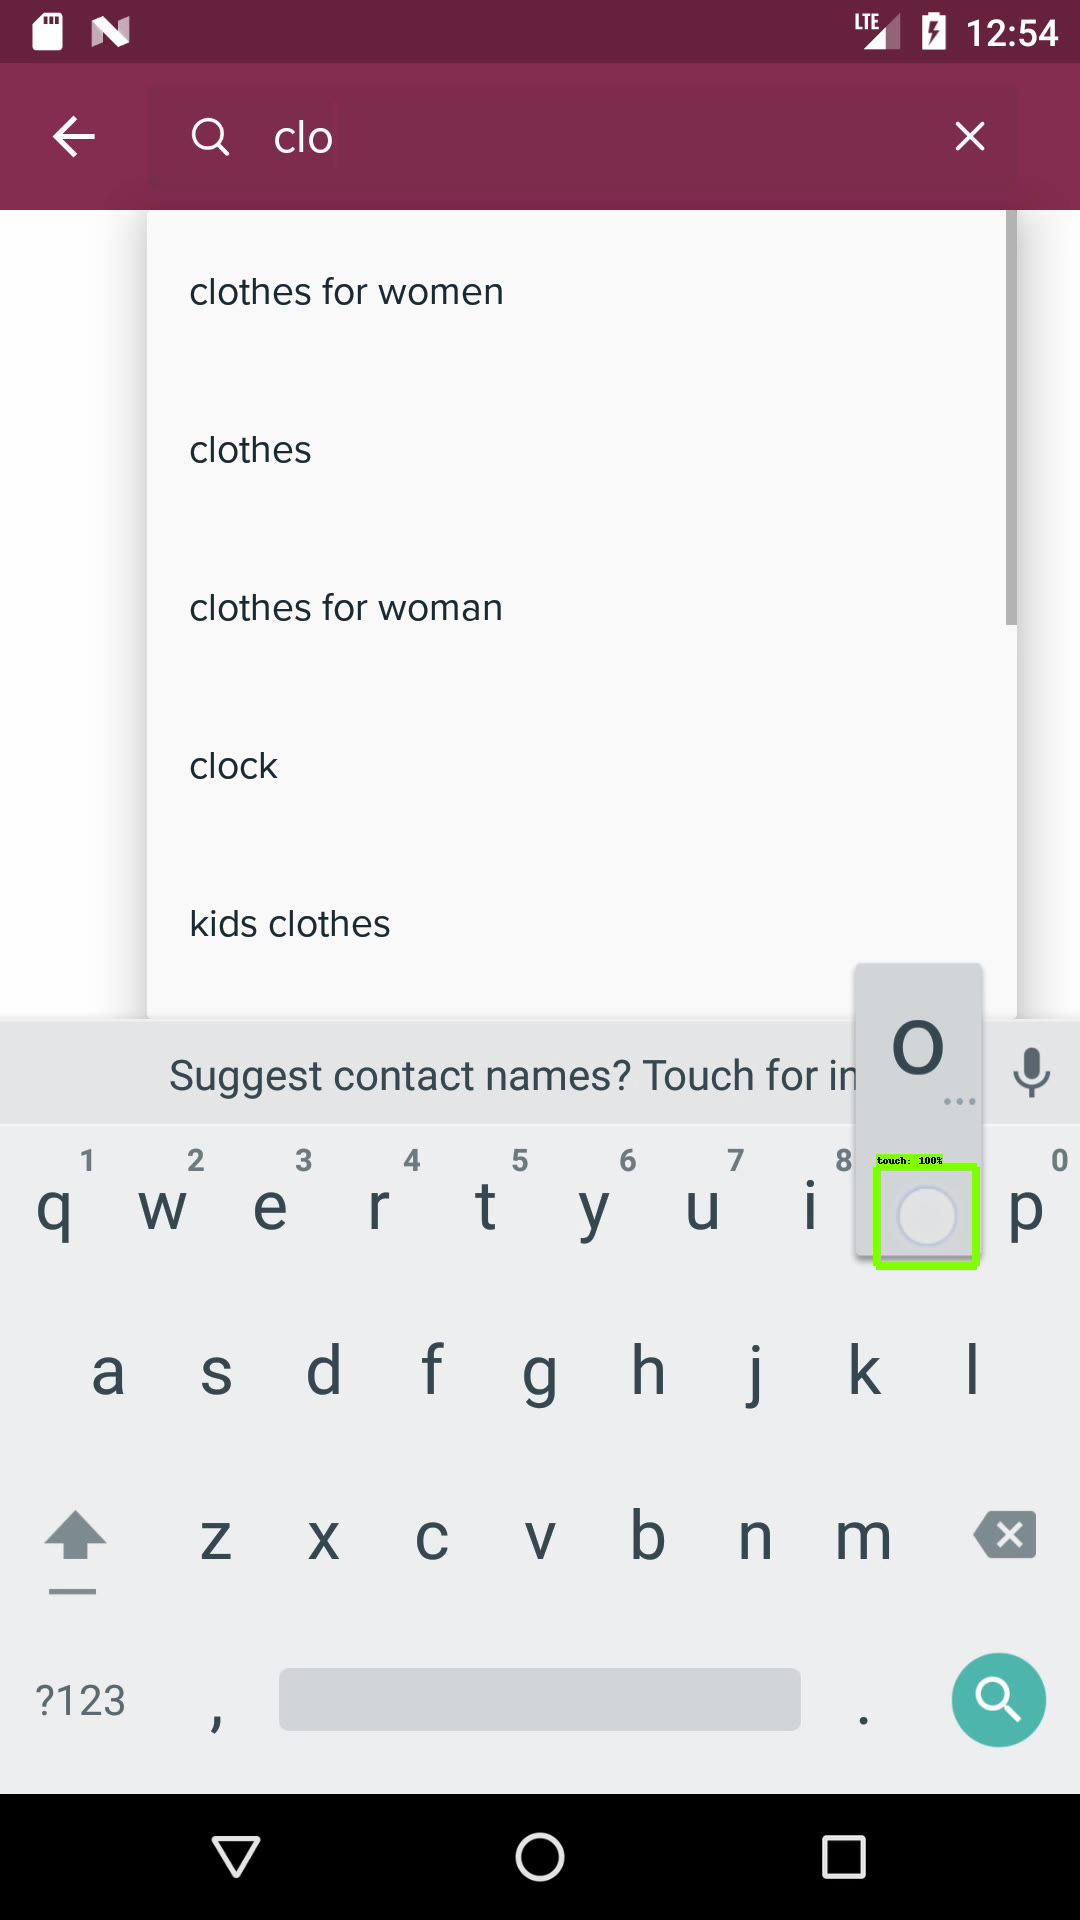 LTE 12:54
clo
clothes for women
clothes
clothes for woman
clock
kids clothes
Suggest contact names? Touch for in
o
...
touch: 100%
1 2 3 4 5 6 7 8 0
q w e r t y u i p
a s d f g h j k l
z x c v b n m
?123 , .